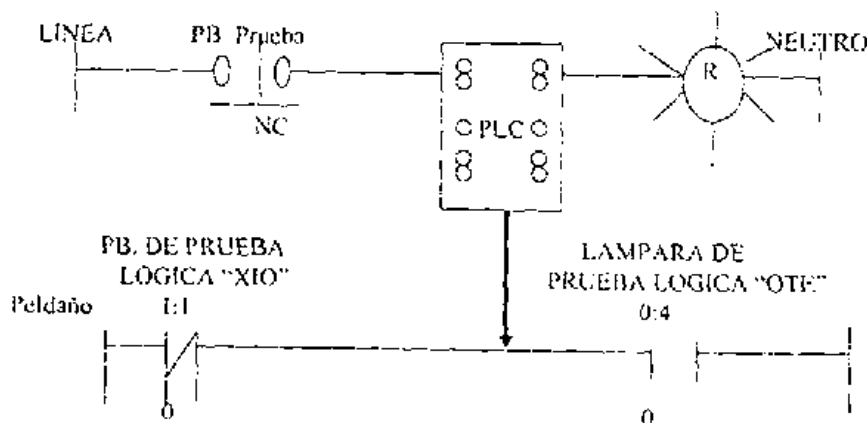 LINEA PB Prueba NEUTRO
R
NC
PLC
PB. DE PRUEBA
LOGICA "XIO"
LAMPARA DE
PRUEBA LOGICA "OTE"
Peldaño I:1 0:4
0 0